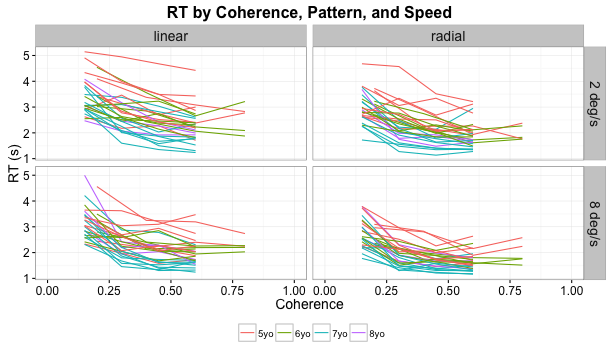 RT by Coherence, Pattern, and Speed
linear radial
5
4
3
2
1
2 deg/s
RT (s)
5
4
3
2
1
8 deg/s
0.00 0.25 0.50 0.75 1.00 0.00 0.25 0.50 0.75 1.00
Coherence
5yo 6yo 7yo 8yo